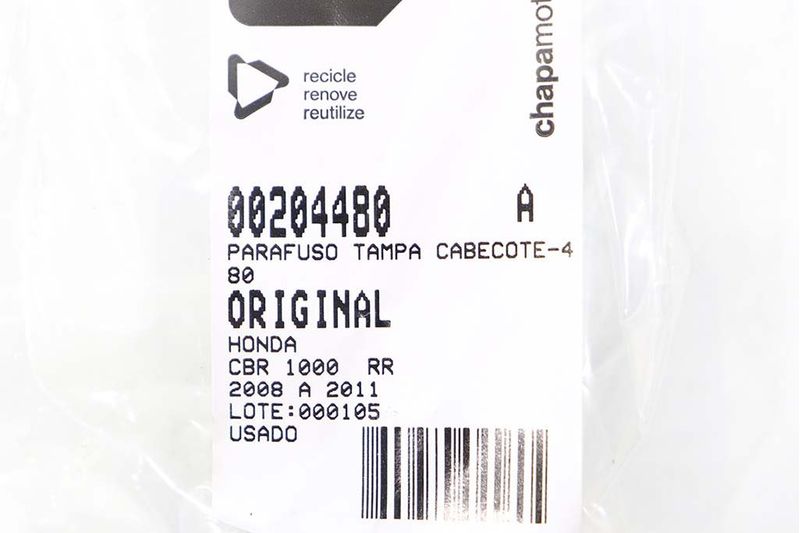 recicle
renove
reutilize
chapamot
00204480 A
PARAFUSO TAMPA CABECOTE-4
80
ORIGINAL
HONDA
CBR 1000 RR
2008 A 2011
LOTE:000105
USADO